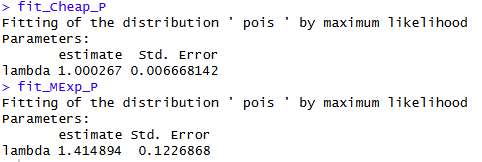 > fit_Cheap_P
Fitting of the distribution ' pois ' by maximum likelihood
Parameters:
estimate Std. Error
lambda 1.000267 0.006668142
> fit_MExp_P
Fitting of the distribution ' pois ' by maximum likelihood
Parameters:
estimate Std. Error
lambda 1.414894 0.1226868